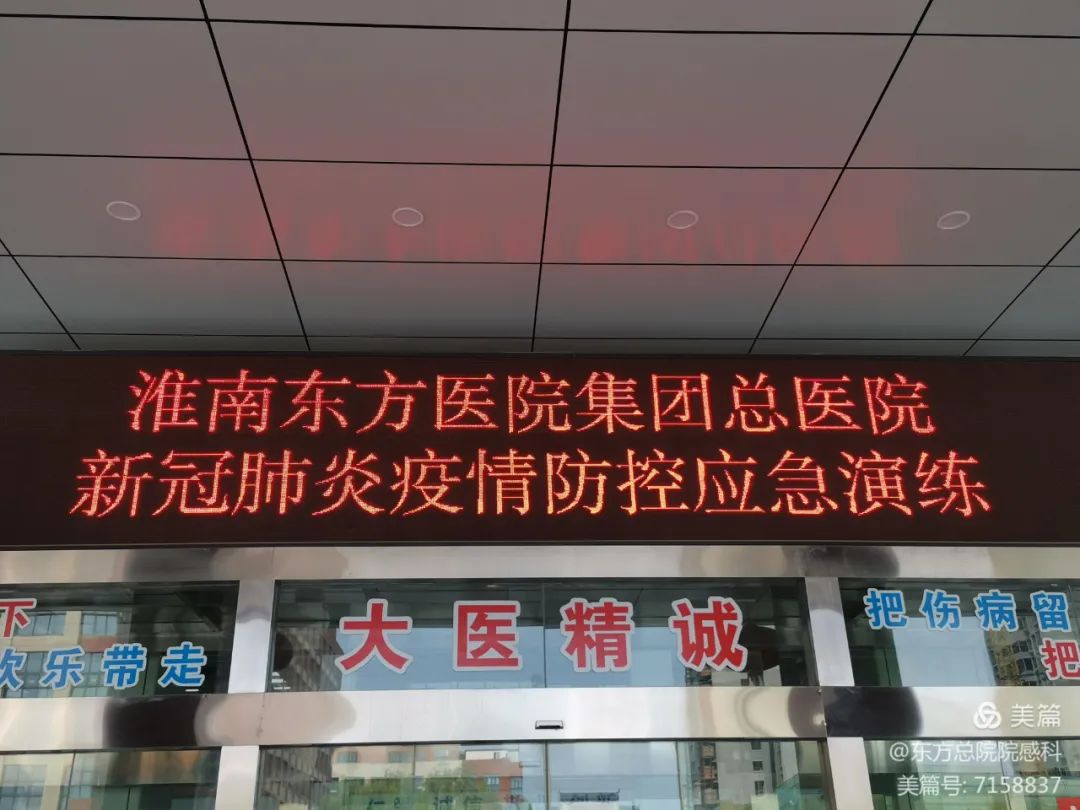 淮南东方医院集团总医院
新冠肺炎疫情防控应急演练
大医精诚
把伤病留
把
下
欢乐带走
美篇
@东方总院院感科
美篇号: 7158837